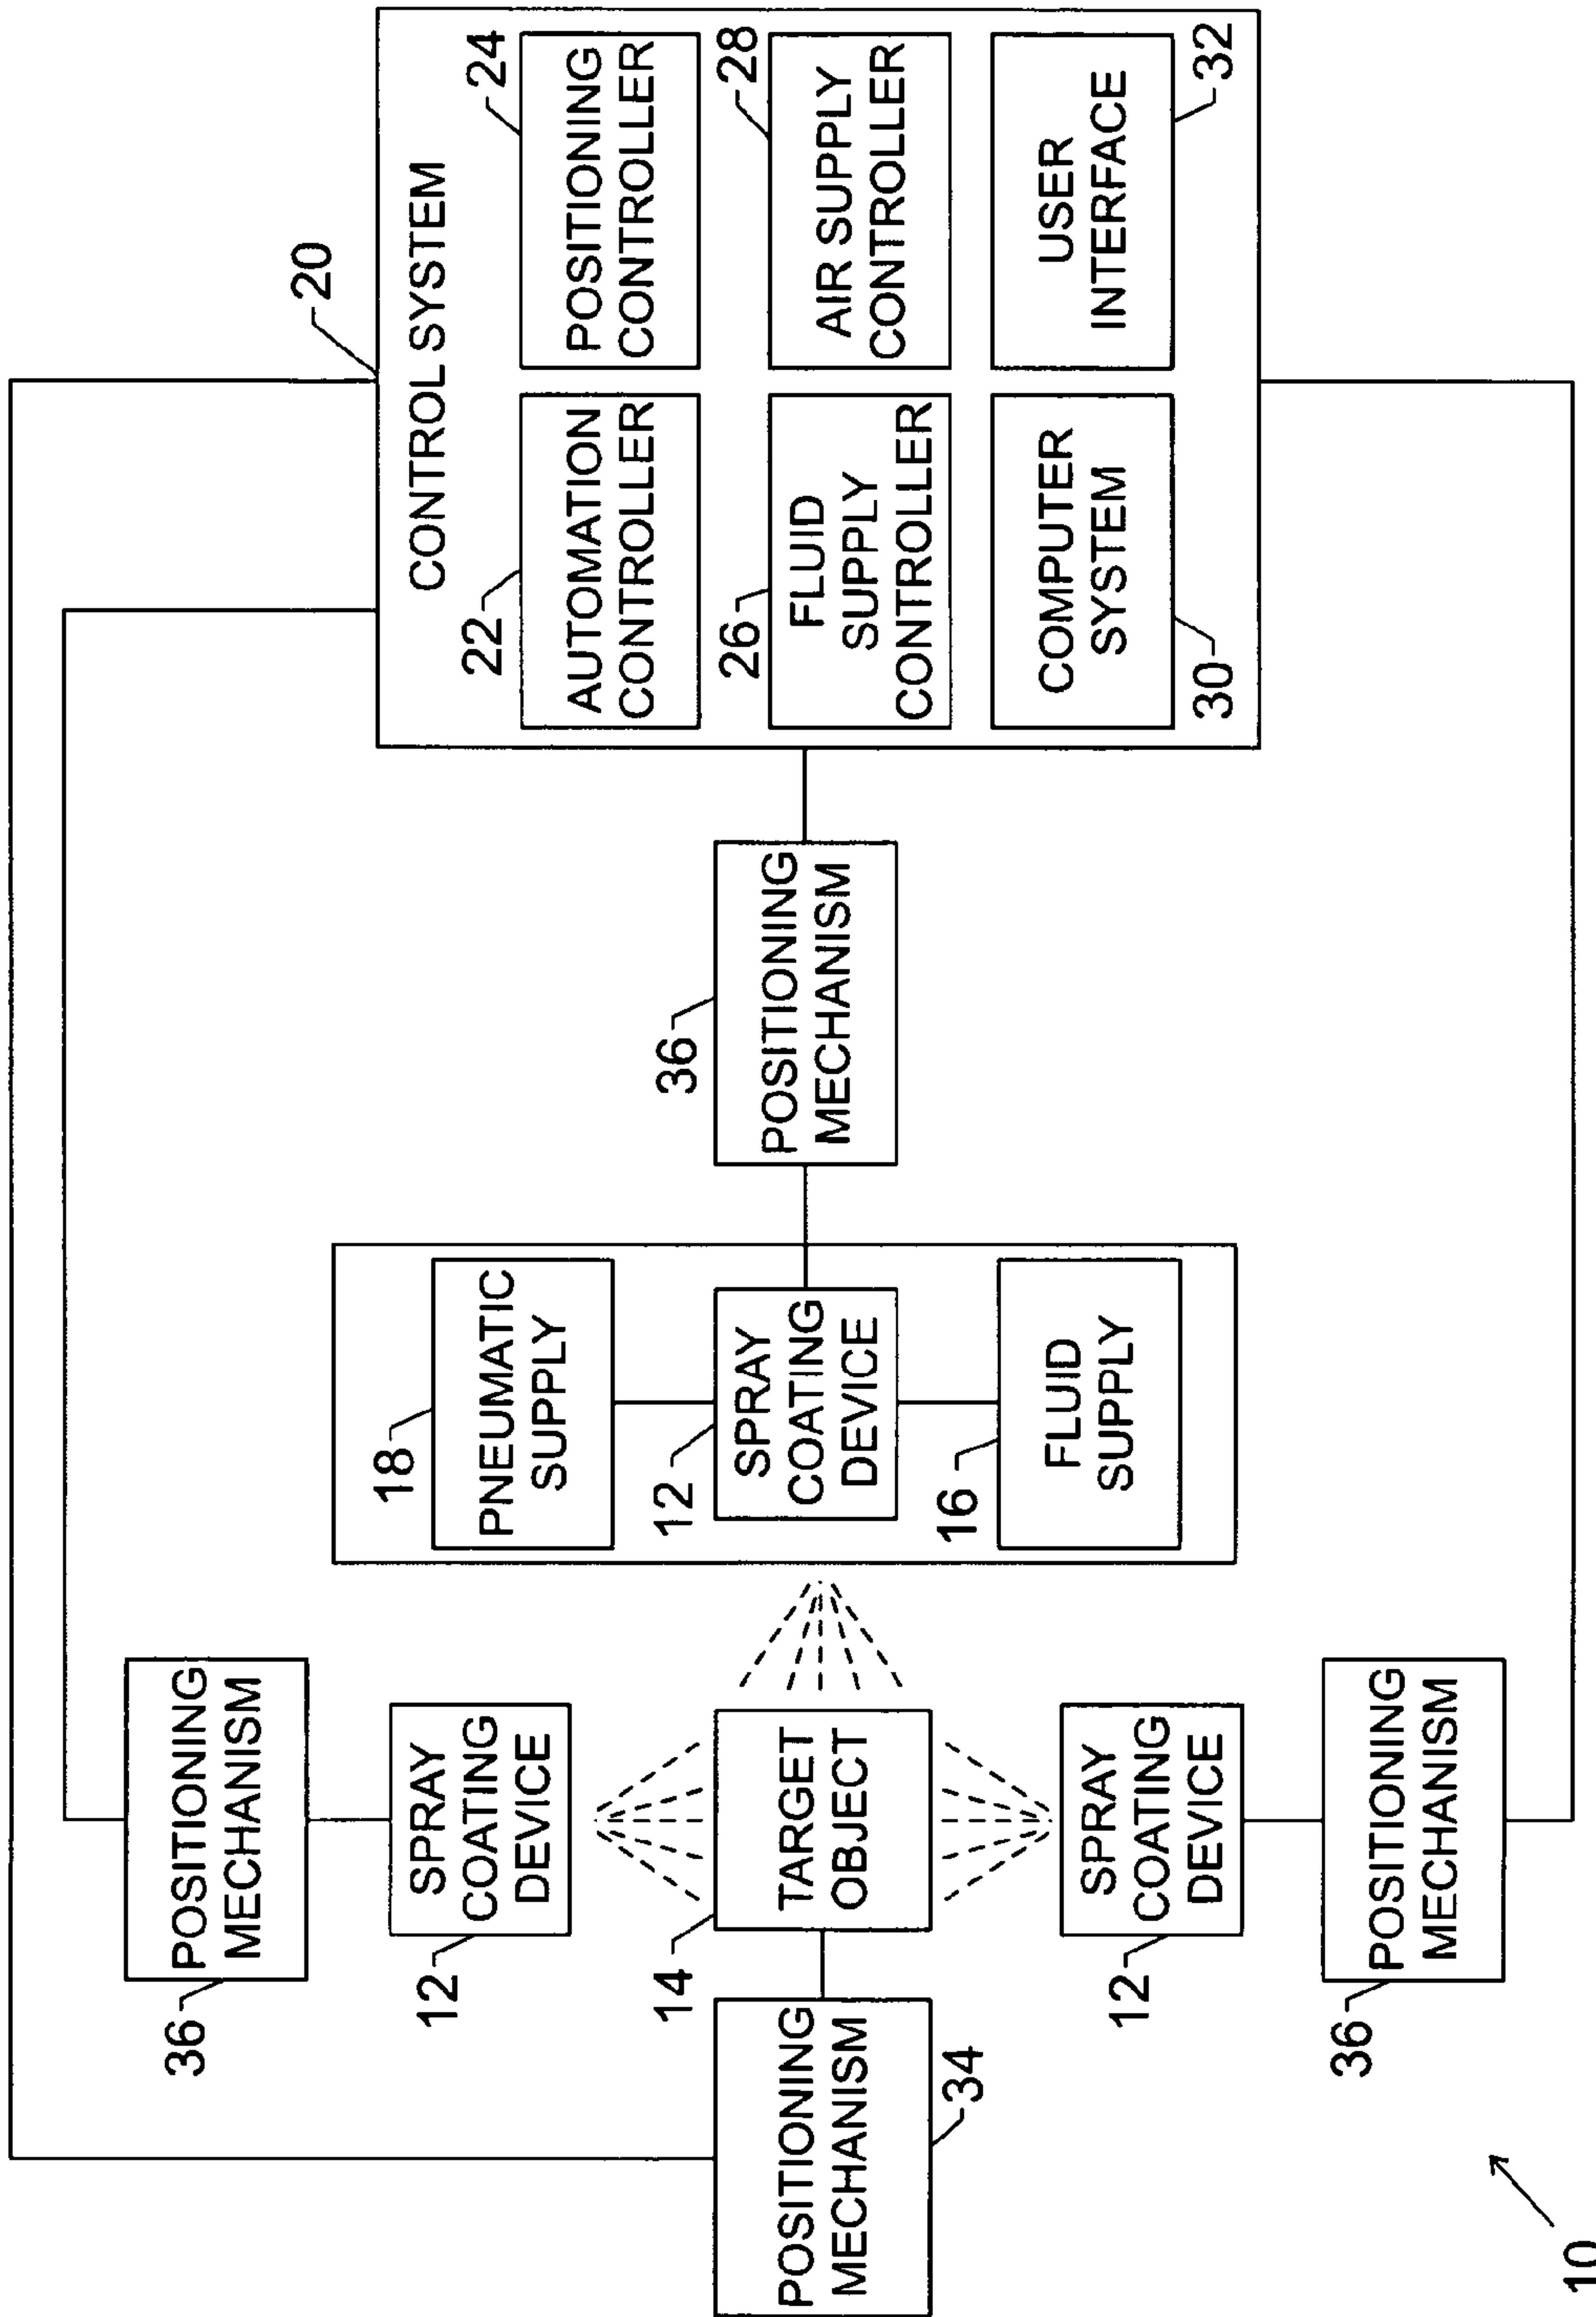 20
CONTROL SYSTEM
22
AUTOMATION
CONTROLLER
24
POSITIONING
CONTROLLER
26
FLUID
SUPPLY
CONTROLLER
28
AIR SUPPLY
CONTROLLER
30
COMPUTER
SYSTEM
32
USER
INTERFACE
36
POSITIONING
MECHANISM
12
SPRAY
COATING
DEVICE
18
PNEUMATIC
SUPPLY
12
SPRAY
COATING
DEVICE
16
FLUID
SUPPLY
36
POSITIONING
MECHANISM
14
TARGET
OBJECT
34
POSITIONING
MECHANISM
12
SPRAY
COATING
DEVICE
36
POSITIONING
MECHANISM
10